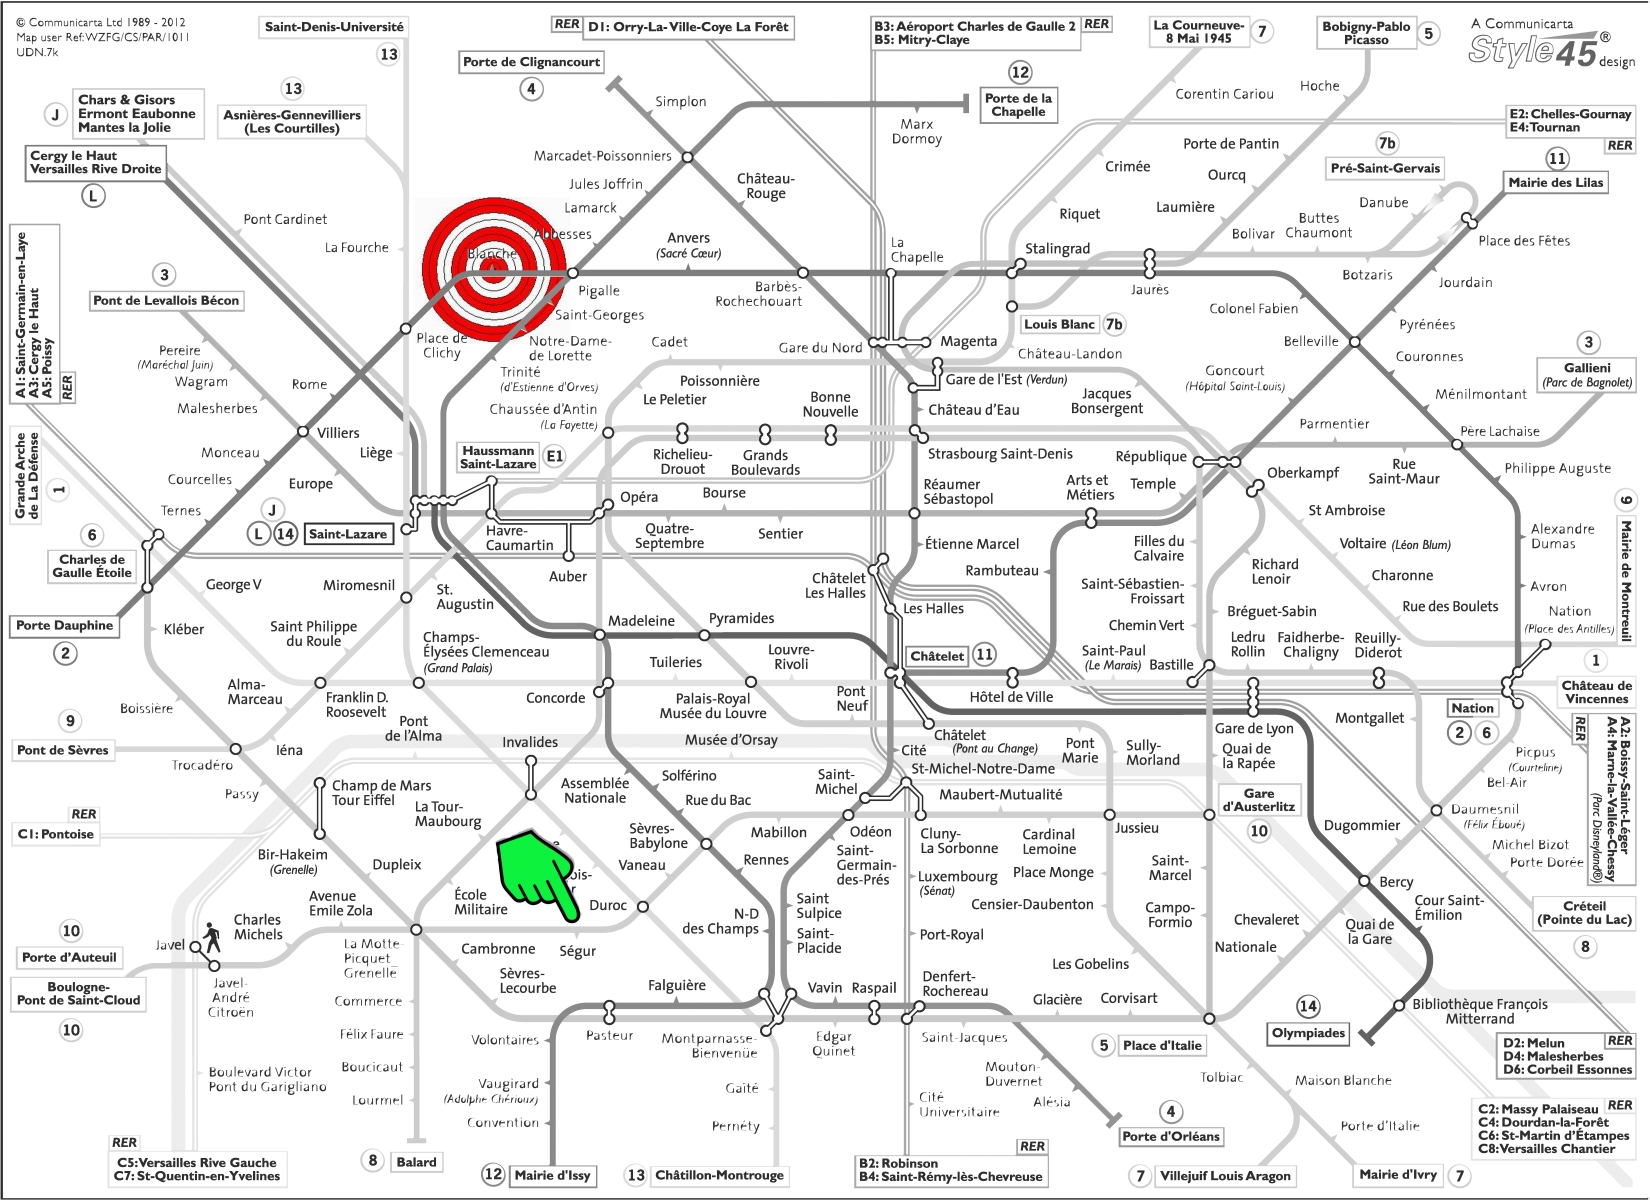 © Communicarta Ltd 1989 - 2012
Map user Ref:WZFG/CS/PAR/1011
UDN.7k
Saint-Denis-Université
13
RER
D1: Orry-La-Ville-Coye La Forêt
B3: Aéroport Charles de Gaulle 2
RER
B5: Mitry-Claye
La Courneuve-
8 Mai 1945
7
Bobigny-Pablo
Picasso
5
A Communicarta
Style 45®
design
Porte de Clignancourt
4
12
Porte de la
Chapelle
13
Asnières-Gennevilliers
(Les Courtilles)
J
Chars & Gisors
Ermont Eaubonne
Mantes la Jolie
Cergy le Haut
Versailles Rive Droite
L
Simplon
Marx
Dormoy
Corentin Cariou
Hoche
E2: Chelles-Gournay
E4: Tournan
RER
Porte de Pantin
7b
Pré-Saint-Gervais
11
Mairie des Lilas
Marcadet-Poissonniers
Jules Joffrin
Lamarck
Abbesses
Château-
Rouge
Crimée
Ourcq
Riquet
Laumière
Danube
Buttes
Chaumont
Bolivar
Place des Fêtes
Pont Cardinet
La Fourche
Blanche
Anvers
(Sacré Cœur)
La
Chapelle
Stalingrad
Jaurès
Botzaris
Jourdain
A1: Saint-Germain-en-Laye
A3: Cergy le Haut
A5: Poissy
RER
3
Pont de Levallois Bécon
Pigalle
Saint-Georges
Barbès-
Rochechouart
Colonel Fabien
Pyrénées
Place de
Clichy
Notre-Dame-
de Lorette
Trinité
(d'Estienne d'Orves)
Chaussée d'Antin
(La Fayette)
Cadet
Poissonnière
Le Peletier
Gare du Nord
Magenta
Louis Blanc
7b
Château-Landon
Belleville
Couronnes
3
Gallieni
(Parc de Bagnolet)
Pereire
(Maréchal Juin)
Wagram
Malesherbes
Rome
Gare de l'Est (Verdun)
Goncourt
(Hôpital Saint-Louis)
Ménilmontant
Bonne
Nouvelle
Château d'Eau
Jacques
Bonsergent
Parmentier
Père Lachaise
Villiers
Monceau
Courcelles
Ternes
Liège
Europe
Haussmann
Saint-Lazare
E1
Richelieu-
Drouot
Grands
Boulevards
Strasbourg Saint-Denis
République
Oberkampf
Rue
Saint-Maur
Philippe Auguste
Grande Arche
de La Défense
1
J
L
14
Saint-Lazare
Opéra
Bourse
Réaumer
Sébastopol
Arts et
Métiers
Temple
St Ambroise
9
Mairie de Montreuil
6
Charles de
Gaulle Étoile
Havre-
Caumartin
Quatre-
Septembre
Sentier
Étienne Marcel
Filles du
Calvaire
Voltaire (Léon Blum)
Alexandre
Dumas
George V
Miromesnil
St.
Augustin
Auber
Châtelet
Les Halles
Les Halles
Rambuteau
Saint-Sébastien-
Froissart
Richard
Lenoir
Charonne
Avron
Porte Dauphine
2
Kléber
Saint Philippe
du Roule
Champs-
Élysées Clemenceau
(Grand Palais)
Madeleine
Pyramides
Chemin Vert
Bréguet-Sabin
Rue des Boulets
Nation
(Place des Antilles)
Tuileries
Louvre-
Rivoli
Châtelet
11
Saint-Paul
(Le Marais)
Bastille
Ledru
Rollin
Faidherbe-
Chaligny
Reuilly-
Diderot
1
Château de
Vincennes
Alma-
Marceau
Franklin D.
Roosevelt
Concorde
Palais-Royal
Musée du Louvre
Pont
Neuf
Hôtel de Ville
Boissière
9
Pont de Sèvres
Iéna
Pont
de l'Alma
Invalides
Musée d'Orsay
Cité
Châtelet
(Pont au Change)
Pont
Marie
Sully-
Morland
Gare de Lyon
Quai de
la Rapée
Montgallet
Nation
2
6
Picpus
(Courteline)
Bel-Air
RER
A2: Boissy-Saint-Léger
A4: Marne-la-Vallée-Chessy
(Parc Disneyland®)
Trocadéro
Passy
Champ de Mars
Tour Eiffel
La Tour-
Maubourg
Assemblée
Nationale
Solférino
Rue du Bac
Saint-
Michel
St-Michel-Notre-Dame
Maubert-Mutualité
Gare
d'Austerlitz
10
Daumesnil
(Félix Éboué)
RER
C1: Pontoise
Bir-Hakeim
(Grenelle)
Dupleix
Sèvres-
Babylone
Vaneau
Mabillon
Rennes
Odéon
Saint-
Germain-
des-Prés
Cluny-
La Sorbonne
Cardinal
Lemoine
Jussieu
Dugommier
Michel Bizot
Porte Dorée
Avenue
Emile Zola
École
Militaire
Duroc
Luxembourg
(Sénat)
Place Monge
Saint-
Marcel
Bercy
Charles
Michels
Javel
N-D
des Champs
Saint
Sulpice
Censier-Daubenton
Campo-
Formio
Chevaleret
Cour Saint-
Émilion
Créteil
(Pointe du Lac)
8
10
Porte d'Auteuil
Boulogne-
Pont de Saint-Cloud
10
La Motte-
Picquet
Grenelle
Cambronne
Ségur
Saint-
Placide
Port-Royal
Nationale
Quai de
la Gare
Javel-
André
Citroën
Commerce
Sèvres-
Lecourbe
Falguière
Vavin
Raspail
Denfert-
Rochereau
Les Gobelins
Glacière
Corvisart
14
Olympiades
Bibliothèque François
Mitterrand
Félix Faure
Volontaires
Pasteur
Montparnasse-
Bienvenüe
Edgar
Quinet
Saint-Jacques
5
Place d'Italie
D2: Melun
RER
D4: Malesherbes
D6: Corbeil Essonnes
Boulevard Victor
Pont du Garigliano
Boucicaut
Lourmel
Vaugirard
(Adolphe Chérioux)
Convention
Gaîté
Pernéty
Cité
Universitaire
Mouton-
Duvernet
Alésia
Tolbiac
Maison Blanche
Porte d'Italie
4
Porte d'Orléans
C2: Massy Palaiseau
RER
C4: Dourdan-la-Forêt
C6: St-Martin d'Étampes
C8: Versailles Chantier
RER
C5: Versailles Rive Gauche
C7: St-Quentin-en-Yvelines
8
Balard
12
Mairie d'Issy
13
Châtillon-Montrouge
RER
B2: Robinson
B4: Saint-Rémy-lès-Chevreuse
7
Villejuif Louis Aragon
Mairie d'Ivry
7